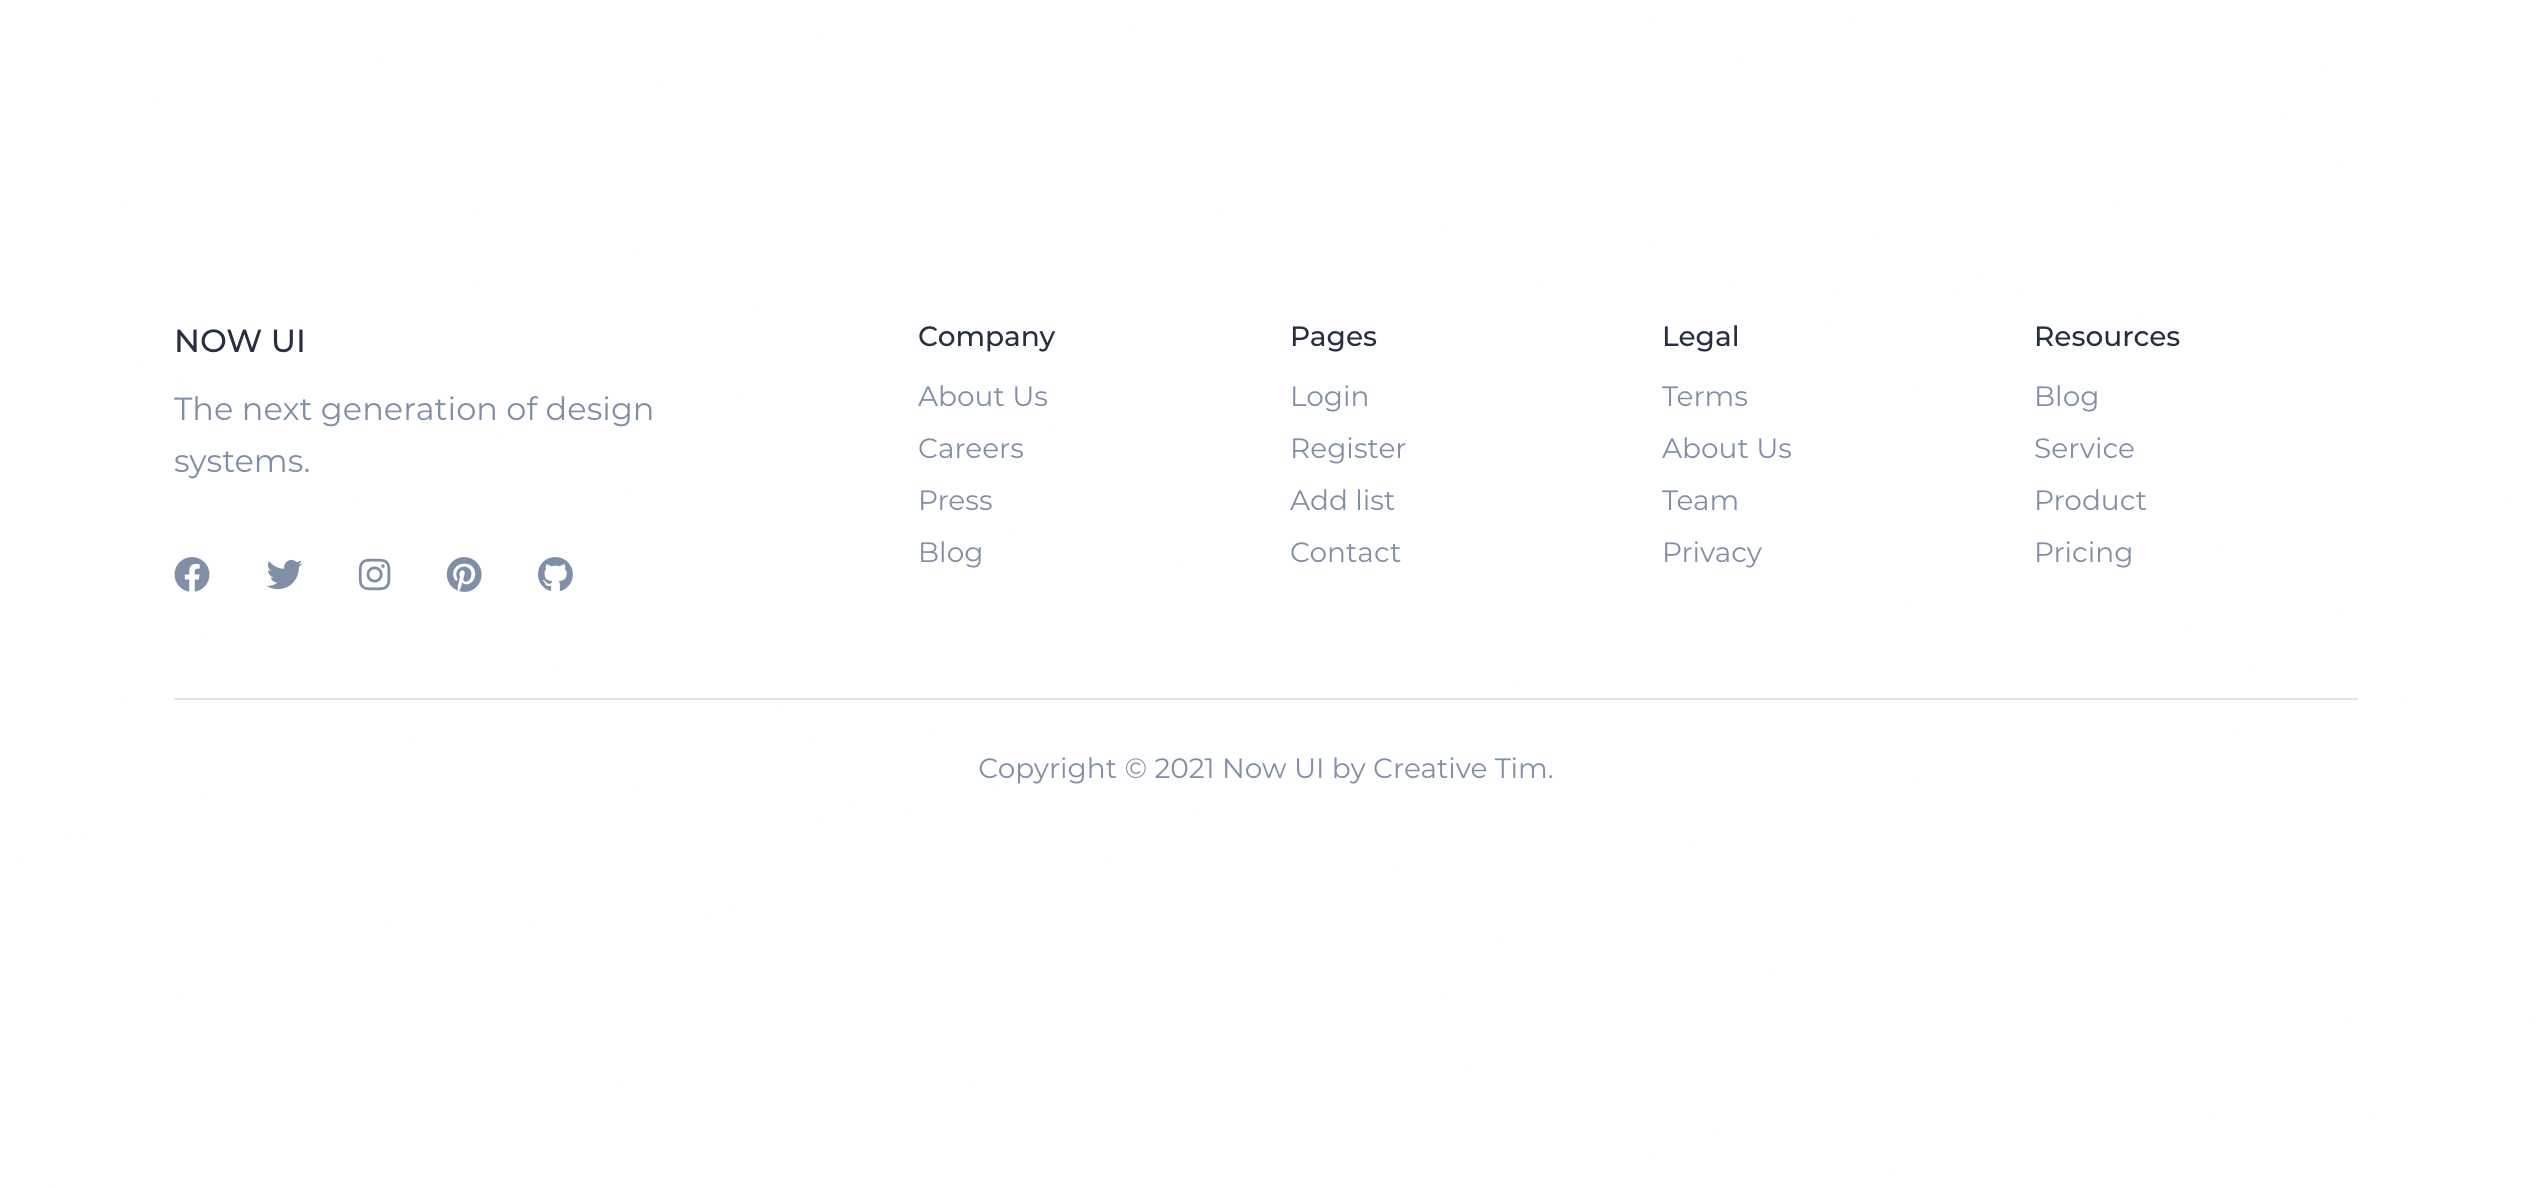 NOW UI
The next generation of design
systems.
Company
About Us
Careers
Press
Blog
Pages
Login
Register
Add list
Contact
Legal
Terms
About Us
Team
Privacy
Resources
Blog
Service
Product
Pricing
Copyright © 2021 Now UI by Creative Tim.